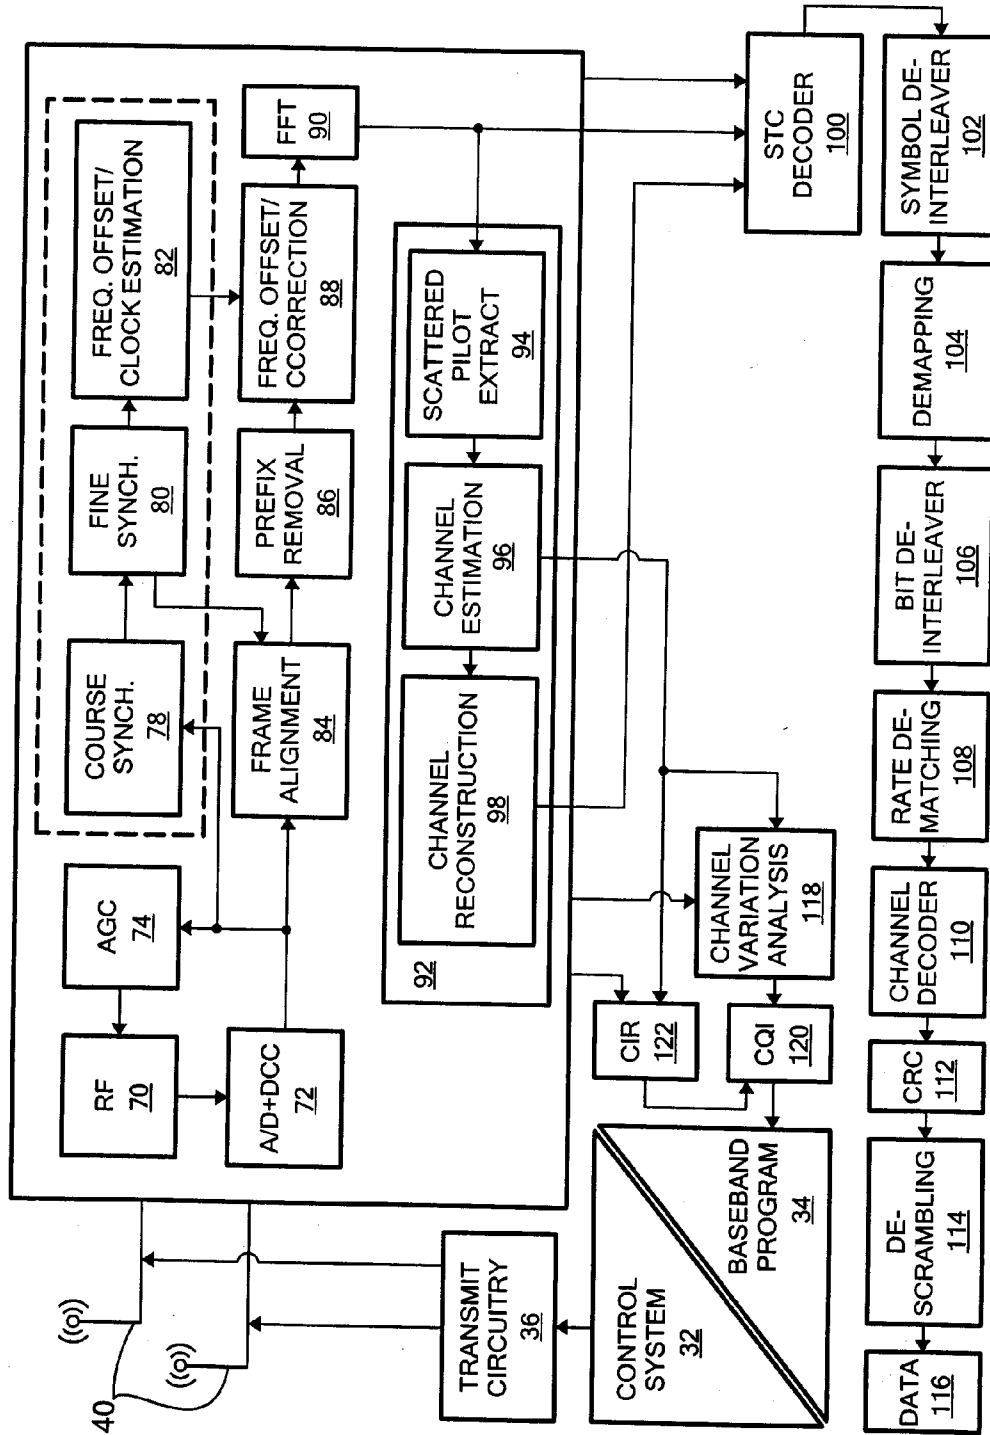 40
RF
70
AGC
74
A/D+DCC
72
COURSE
SYNCH.
78
FINE
SYNCH.
80
FREQ. OFFSET/
CLOCK ESTIMATION
82
FRAME
ALIGNMENT
84
PREFIX
REMOVAL
86
FREQ. OFFSET/
CCORRECTION
88
FFT
90
92
CHANNEL
RECONSTRUCTION
98
CHANNEL
ESTIMATION
96
SCATTERED
PILOT
EXTRACT
94
TRANSMIT
CIRCUITRY
36
CONTROL
SYSTEM
32
BASEBAND
PROGRAM
34
CIR
122
CQI
120
CHANNEL
VARIATION
ANALYSIS
118
STC
DECODER
100
DATA
116
DE-
SCRAMBLING
114
CRC
112
CHANNEL
DECODER
110
RATE DE-
MATCHING
108
BIT DE-
INTERLEAVER
106
DEMAPPING
104
SYMBOL DE-
INTERLEAVER
102